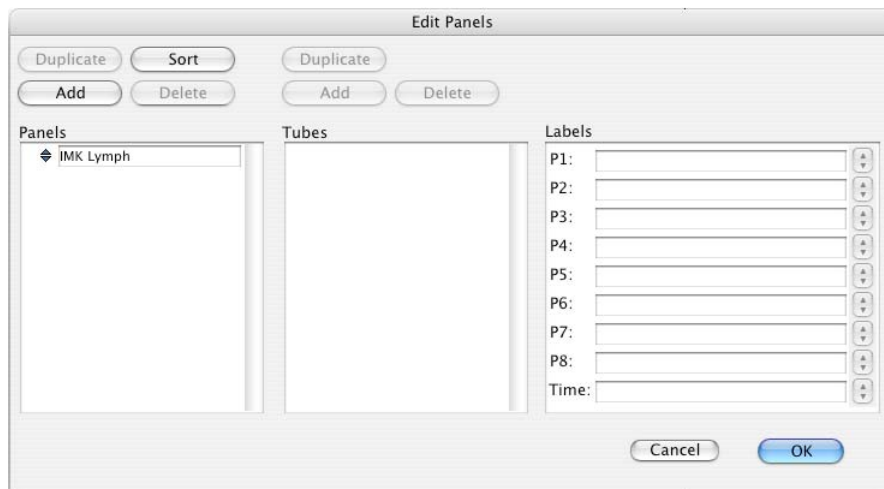 Edit Panels
Duplicate Sort Duplicate
Add Delete Add Delete
Panels Tubes Labels
IMK Lymph
P1:
P2:
P3:
P4:
P5:
P6:
P7:
P8:
Time:
Cancel OK